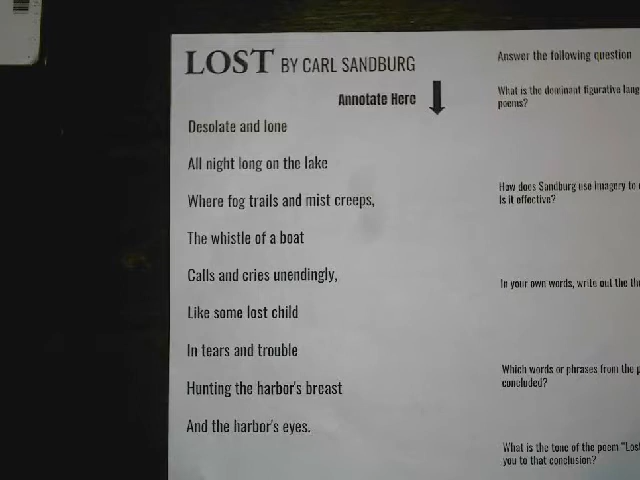 LOST BY CARL SANDBURG
Annotate Here
Desolate and lone
All night long on the lake
Where fog trails and mist creeps,
The whistle of a boat
Calls and cries unendingly,
Like some lost child
In tears and trouble
Hunting the harbor's breast
And the harbor's eyes.
Answer the following question
What is the dominant figurative
poems?
How does Sandburg use imagery to
Is it effective?
In your own words, write out the
Which words or phrases from the
concluded?
What is the tone of the poem "Lost
you to that conclusion?